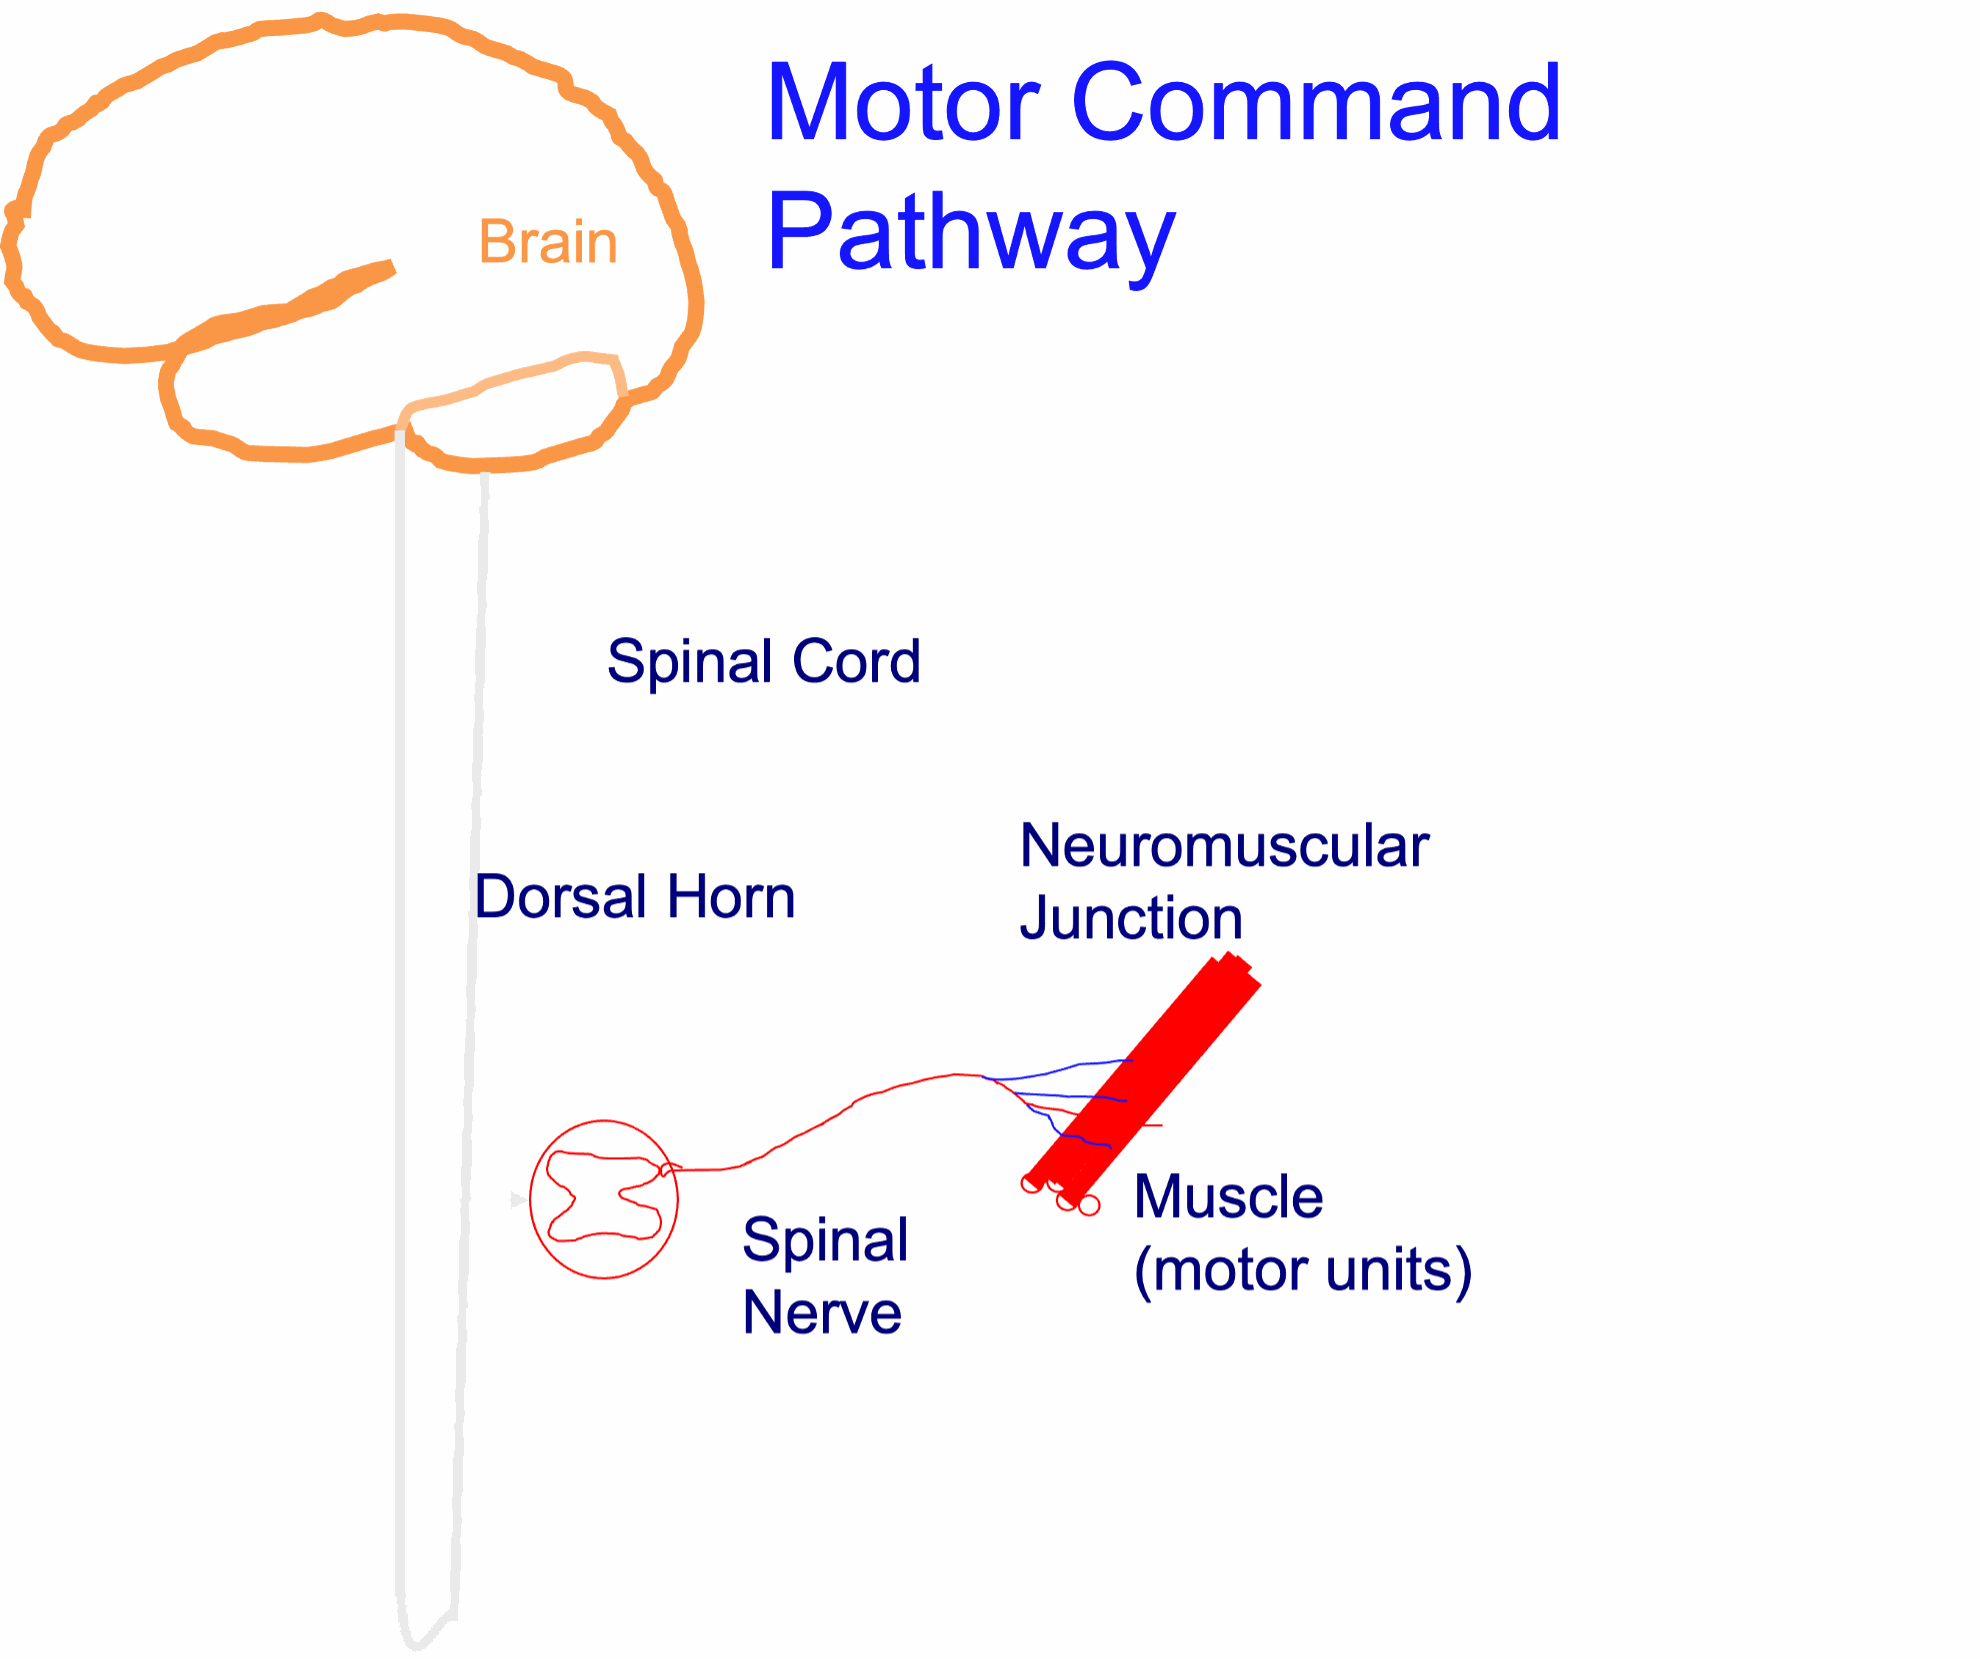 Motor Command
Pathway
Brain
Spinal Cord
Dorsal Horn
Neuromuscular
Junction
Spinal
Nerve
Muscle
(motor units)